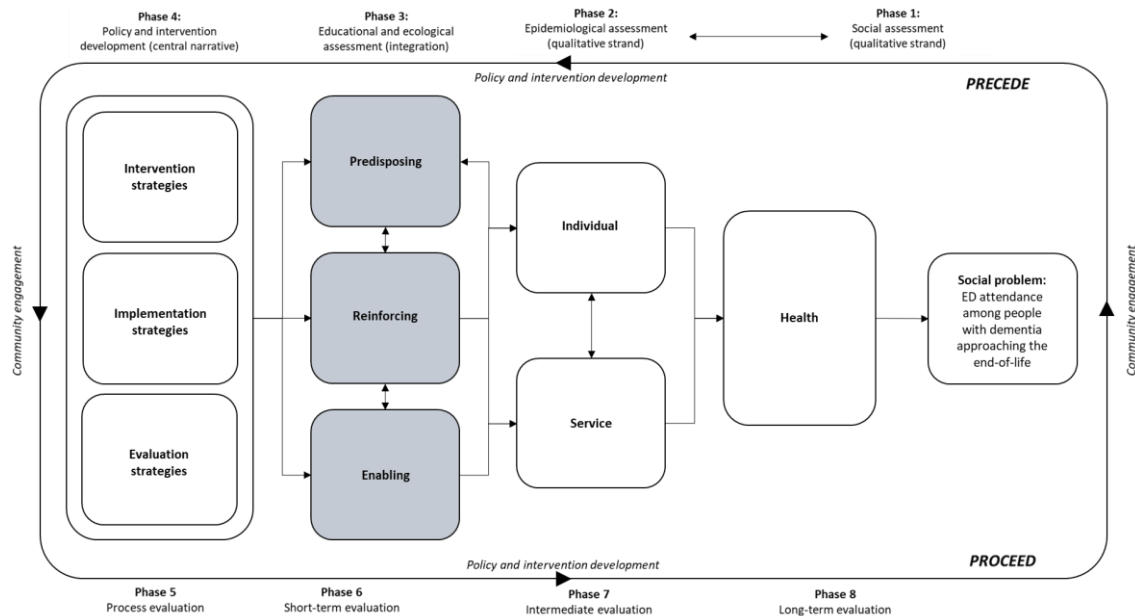 Phase 4:
Policy and intervention
development (central narrative)
Phase 3:
Educational and ecological
assessment (integration)
Phase 2:
Epidemiological assessment
(qualitative strand)
Phase 1:
Social assessment
(qualitative strand)
Policy and intervention development
PRECEDE
Community engagement
Intervention
strategies
Implementation
strategies
Evaluation
strategies
Predisposing
Reinforcing
Enabling
Individual
Service
Health
Social problem:
ED attendance
among people
with dementia
approaching the
end-of-life
Community engagement
Policy and intervention development
PROCEED
Phase 5
Process evaluation
Phase 6
Short-term evaluation
Phase 7
Intermediate evaluation
Phase 8
Long-term evaluation